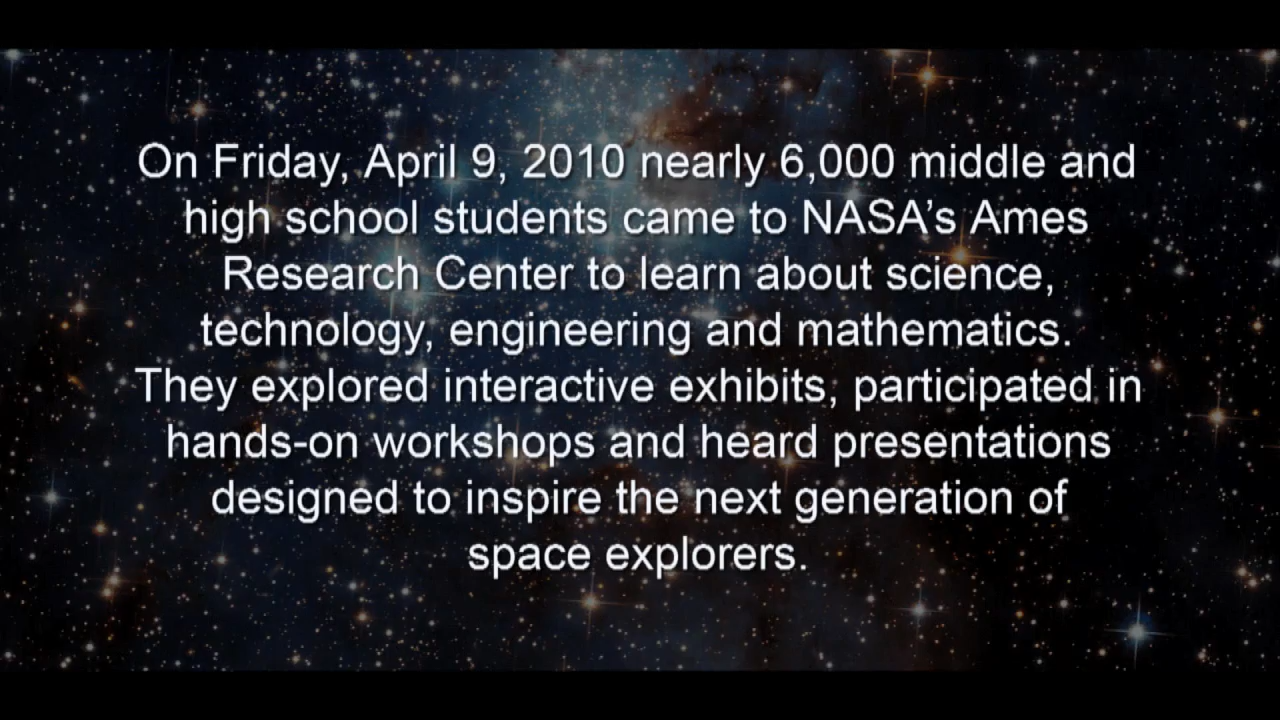 On Friday, April 9, 2010 nearly 6,000 middle and
high school students came to NASA’s Ames
Research Center to learn about science,
technology, engineering and mathematics.
They explored interactive exhibits, participated in
hands-on workshops and heard presentations
designed to inspire the next generation of
space explorers.